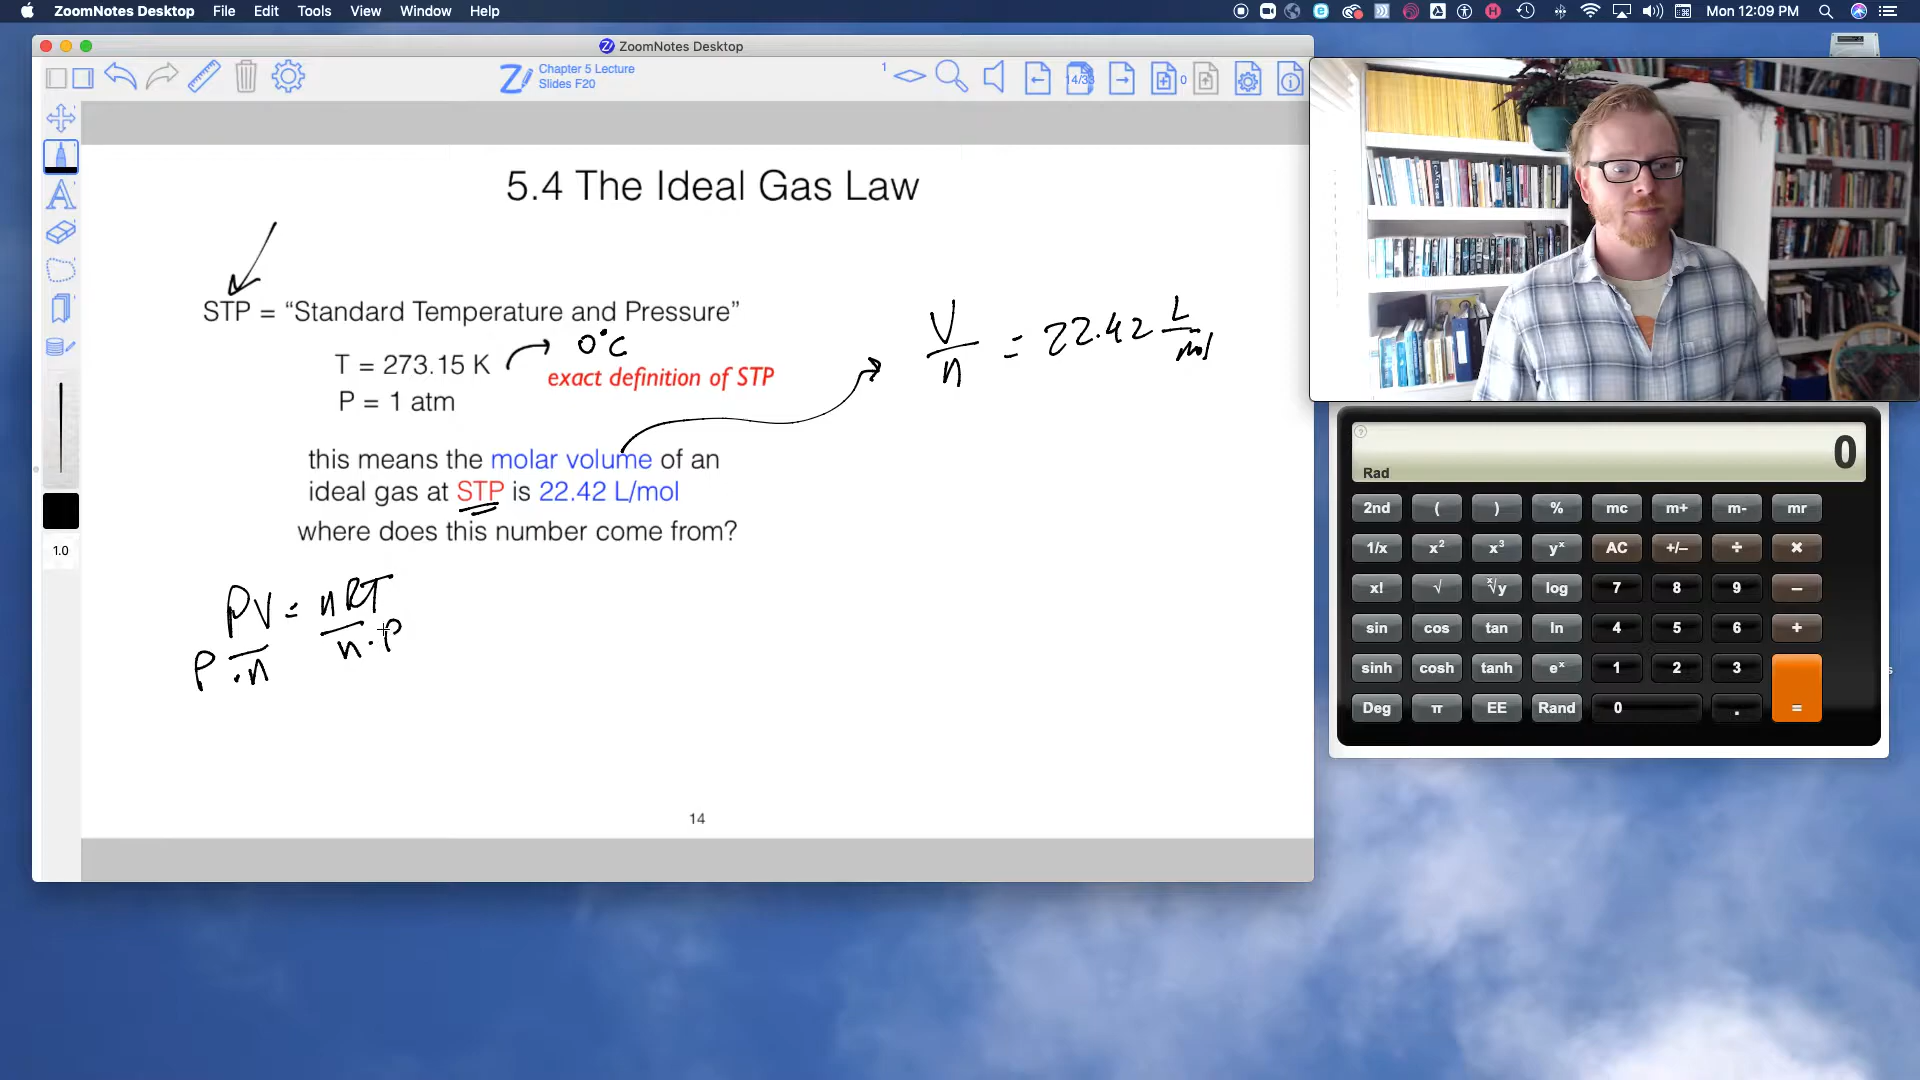 ZoomNotes Desktop File Edit Tools View Window Help Mon 12:09 PM
ZoomNotes Desktop
Chapter 5 Lecture
Slides F20
1
14/33
0
1.0
5.4 The Ideal Gas Law
STP = “Standard Temperature and Pressure”
T = 273.15 K
0°C
exact definition of STP
P = 1 atm
V/n = 22.42 L/mol
this means the molar volume of an
ideal gas at STP is 22.42 L/mol
where does this number come from?
PV = nRT
P · n n · P
14
0
Rad
2nd ( ) % mc m+ m- mr
1/x x² x³ yˣ AC +/– ÷ ×
x! √ ˣ√y log 7 8 9 −
sin cos tan ln 4 5 6 +
sinh cosh tanh eˣ 1 2 3
Deg π EE Rand 0 . =